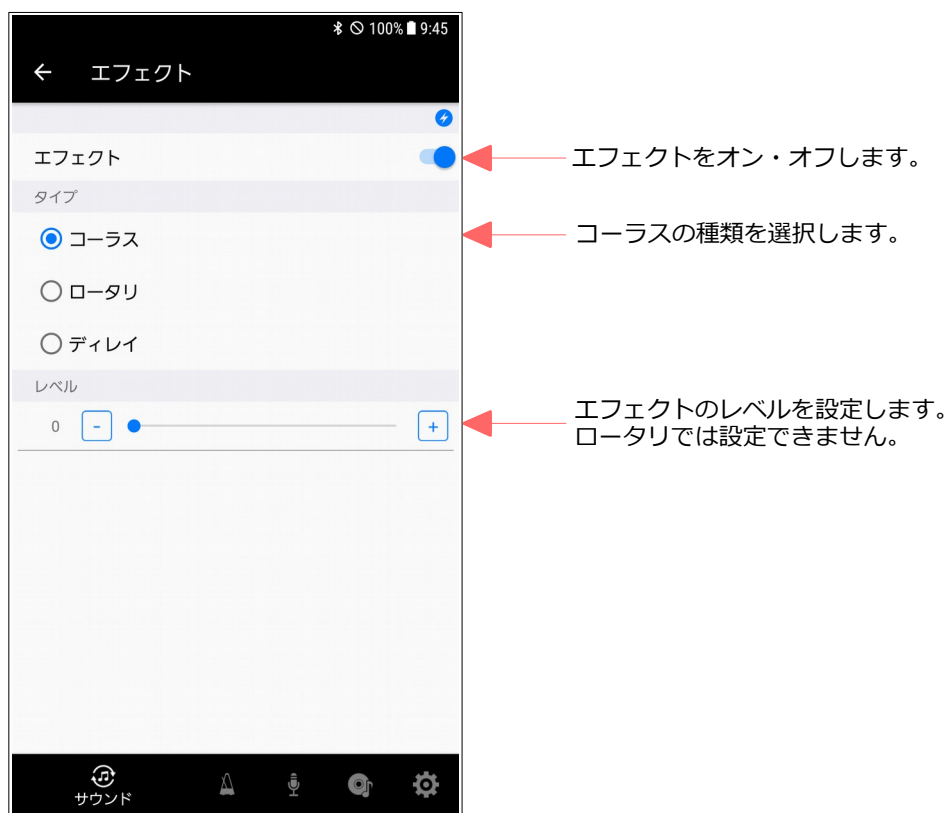 100% 9:45
エフェクト
エフェクト
エフェクトをオン・オフします。
タイプ
コーラス
コーラスの種類を選択します。
ロータリ
ディレイ
レベル
0 - +
エフェクトのレベルを設定します。
ロータリでは設定できません。
サウンド